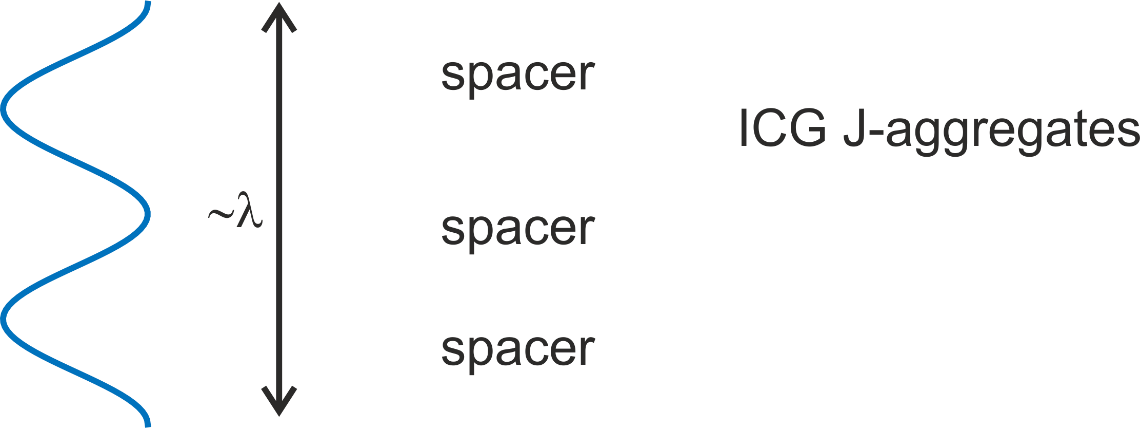 spacer
ICG J-aggregates
~λ
spacer
spacer